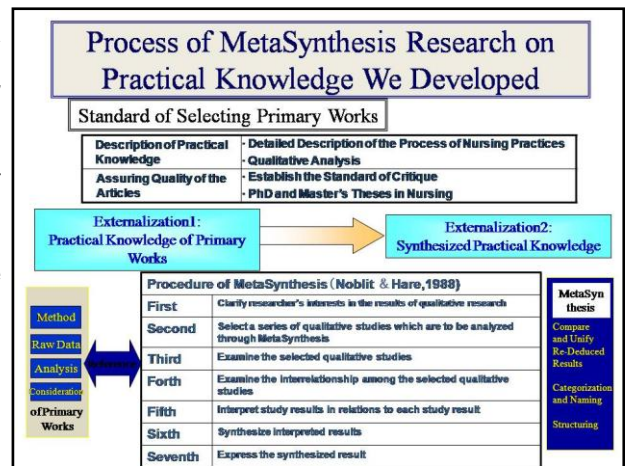 Process of MetaSynthesis Research on
Practical Knowledge We Developed
Standard of Selecting Primary Works
Description of Practical
Knowledge
· Detailed Description of the Process of Nursing Practices
· Qualitative Analysis
Assuring Quality of the
Articles
· Establish the Standard of Critique
· PhD and Master's Theses in Nursing
Externalization1:
Practical Knowledge of Primary
Works
Externalization2:
Synthesized Practical Knowledge
Procedure of MetaSynthesis (Noblit & Hare,1988)
First Clarify researcher's interests in the results of qualitative research
Second Select a series of qualitative studies which are to be analyzed
through MetaSynthesis
Third Examine the selected qualitative studies
Forth Examine the interrelationship among the selected qualitative
studies
Fifth Interpret study results in relations to each study result
Sixth Synthesize interpreted results
Seventh Express the synthesized result
Method
Raw Data
Analysis
Consideration
of Primary
Works
MetaSyn
thesis
Compare
and Unify
Re-Deduced
Results
Categorization
and Naming
Structuring